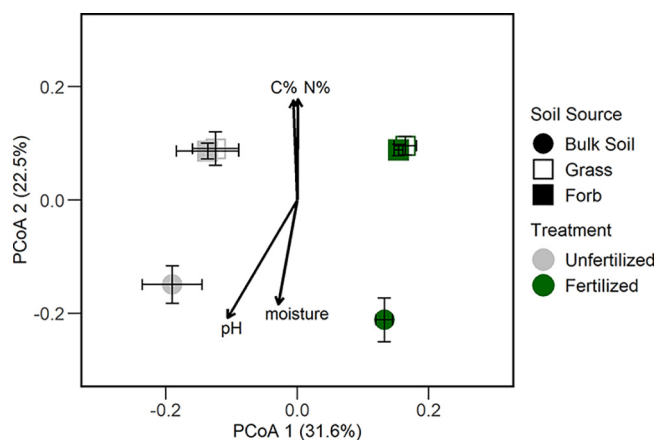 0.2
0.0
-0.2
PCoA 2 (22.5%)
C% N%
pH
moisture
-0.2
0.0
0.2
PCoA 1 (31.6%)
Soil Source
Bulk Soil
Grass
Forb
Treatment
Unfertilized
Fertilized